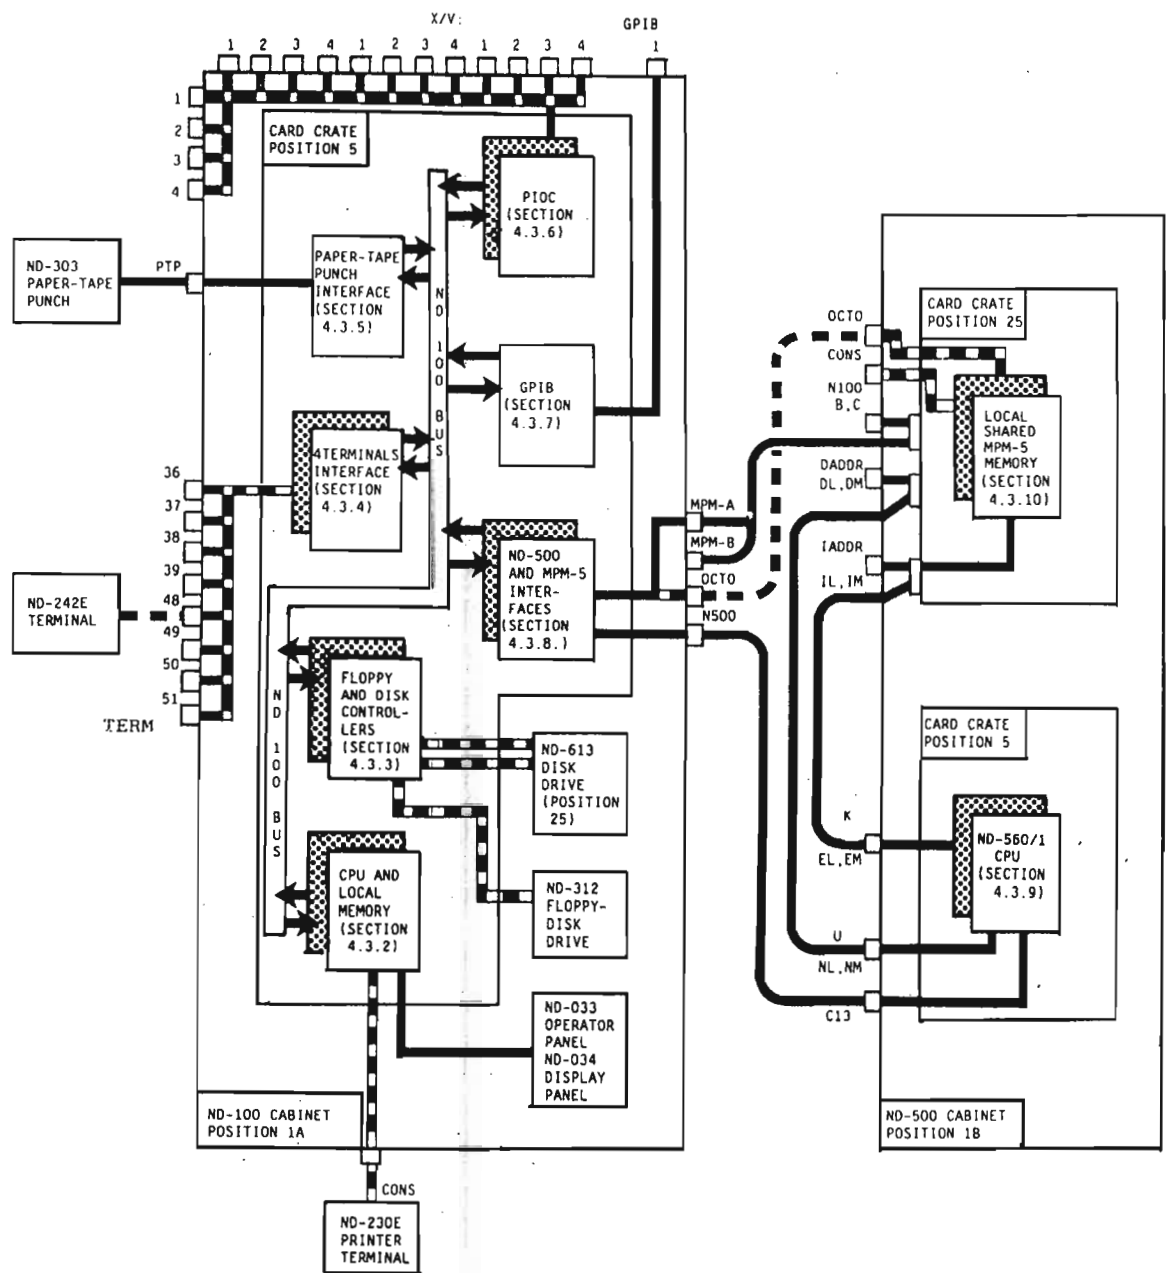 X/V:
GPIB
1 2 3 4 1 2 3 4 1 2 3 4
1
1
2
3
4
CARD CRATE
POSITION 5
PIOC
(SECTION
4.3.6)
ND-303
PAPER-TAPE
PUNCH
PTP
PAPER-TAPE
PUNCH
INTERFACE
(SECTION
4.3.5)
ND 100 BUS
GPIB
(SECTION
4.3.7)
4TERMINALS
INTERFACE
(SECTION
4.3.4)
36
37
38
39
48
49
50
51
TERM
ND-242E
TERMINAL
ND-500
AND MPM-5
INTER-
FACES
(SECTION
4.3.8.)
MPM-A
MPM-B
OCTO
N500
ND 100 BUS
FLOPPY
AND DISK
CONTROL-
LERS
(SECTION
4.3.3)
ND-613
DISK
DRIVE
(POSITION
25)
CPU AND
LOCAL
MEMORY
(SECTION
4.3.2)
ND-312
FLOPPY-
DISK
DRIVE
ND-033
OPERATOR
PANEL
ND-034
DISPLAY
PANEL
ND-100 CABINET
POSITION 1A
CONS
ND-230E
PRINTER
TERMINAL
OCTO
CONS
N100
B,C
DADDR
DL,DM
IADDR
IL,IM
CARD CRATE
POSITION 25
LOCAL
SHARED
MPM-5
MEMORY
(SECTION
4.3.10)
CARD CRATE
POSITION 5
K
EL,EM
ND-560/1
CPU
(SECTION
4.3.9)
U
NL,NM
C13
ND-500 CABINET
POSITION 1B